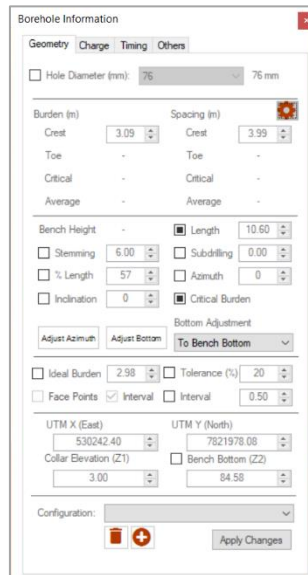 Borehole Information
Geometry Charge Timing Others
Hole Diameter (mm): 76 76 mm
Burden (m) Spacing (m)
Crest 3.09 Crest 3.99
Toe - Toe -
Critical - Critical -
Average - Average -
Bench Height - Length 10.60
Stemming 6.00 Subdrilling 0.00
% Length 57 Azimuth 0
Inclination 0 Critical Burden
Bottom Adjustment
Adjust Azimuth Adjust Bottom To Bench Bottom
Ideal Burden 2.98 Tolerance (%) 20
Face Points Interval Interval 0.50
UTM X (East) UTM Y (North)
530242.40 7821978.08
Collar Elevation (Z1) Bench Bottom (Z2)
3.00 84.58
Configuration:
Apply Changes